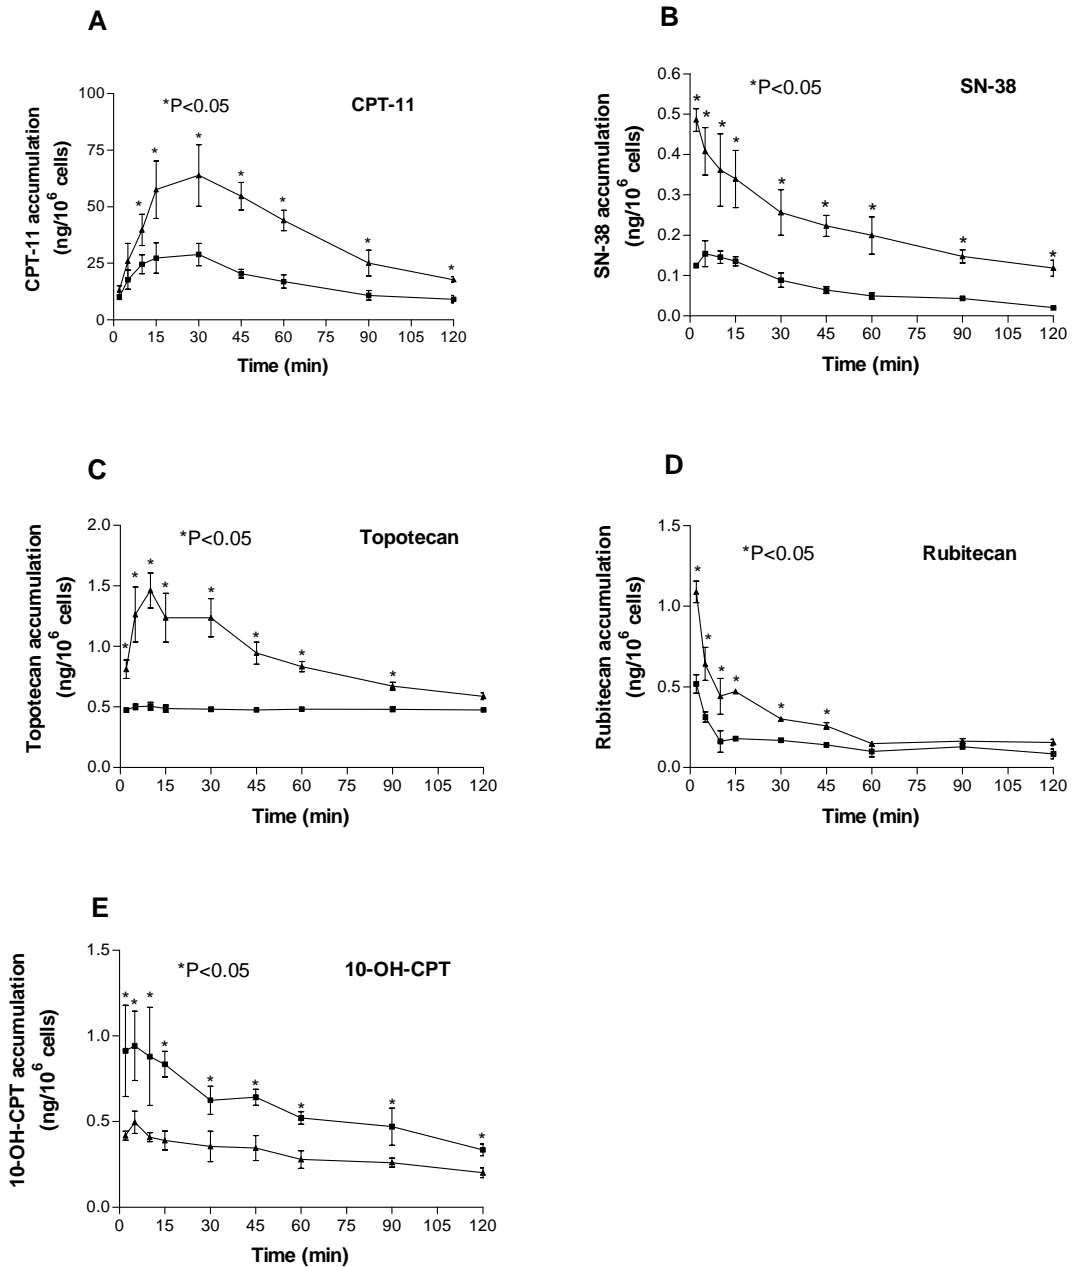 A
*P<0.05
CPT-11
CPT-11 accumulation
(ng/10⁶ cells)
100
75
50
25
0
* * * * * * *
0 15 30 45 60 75 90 105 120
Time (min)
B
*P<0.05
SN-38
SN-38 accumulation
(ng/10⁶ cells)
0.6
0.5
0.4
0.3
0.2
0.1
0.0
* * * * * * * * *
0 15 30 45 60 75 90 105 120
Time (min)
C
*P<0.05
Topotecan
Topotecan accumulation
(ng/10⁶ cells)
2.0
1.5
1.0
0.5
0.0
* * * * * * * *
0 15 30 45 60 75 90 105 120
Time (min)
D
*P<0.05
Rubitecan
Rubitecan accumulation
(ng/10⁶ cells)
1.5
1.0
0.5
0.0
* * * * * *
0 15 30 45 60 75 90 105 120
Time (min)
E
*P<0.05
10-OH-CPT
10-OH-CPT accumulation
(ng/10⁶ cells)
1.5
1.0
0.5
0.0
* * * * * * * * *
0 15 30 45 60 75 90 105 120
Time (min)